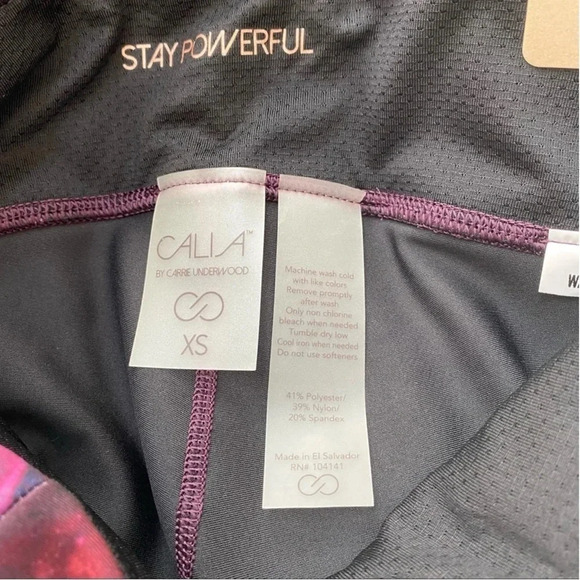 STAY POWERFUL
CALIA™
BY CARRIE UNDERWOOD
XS
Machine wash cold
with like colors
Remove promptly
after wash
Only non chlorine
bleach when needed
Tumble dry low
Cool iron when needed
Do not use softeners
41% Polyester/
39% Nylon/
20% Spandex
Made in El Salvador
RN# 104141